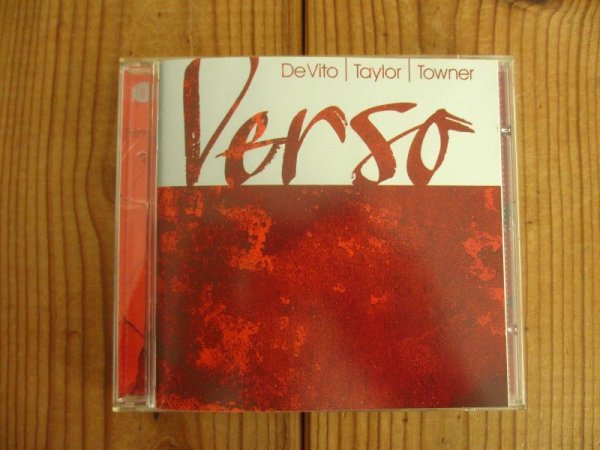 DeVito | Taylor | Towner
Verso